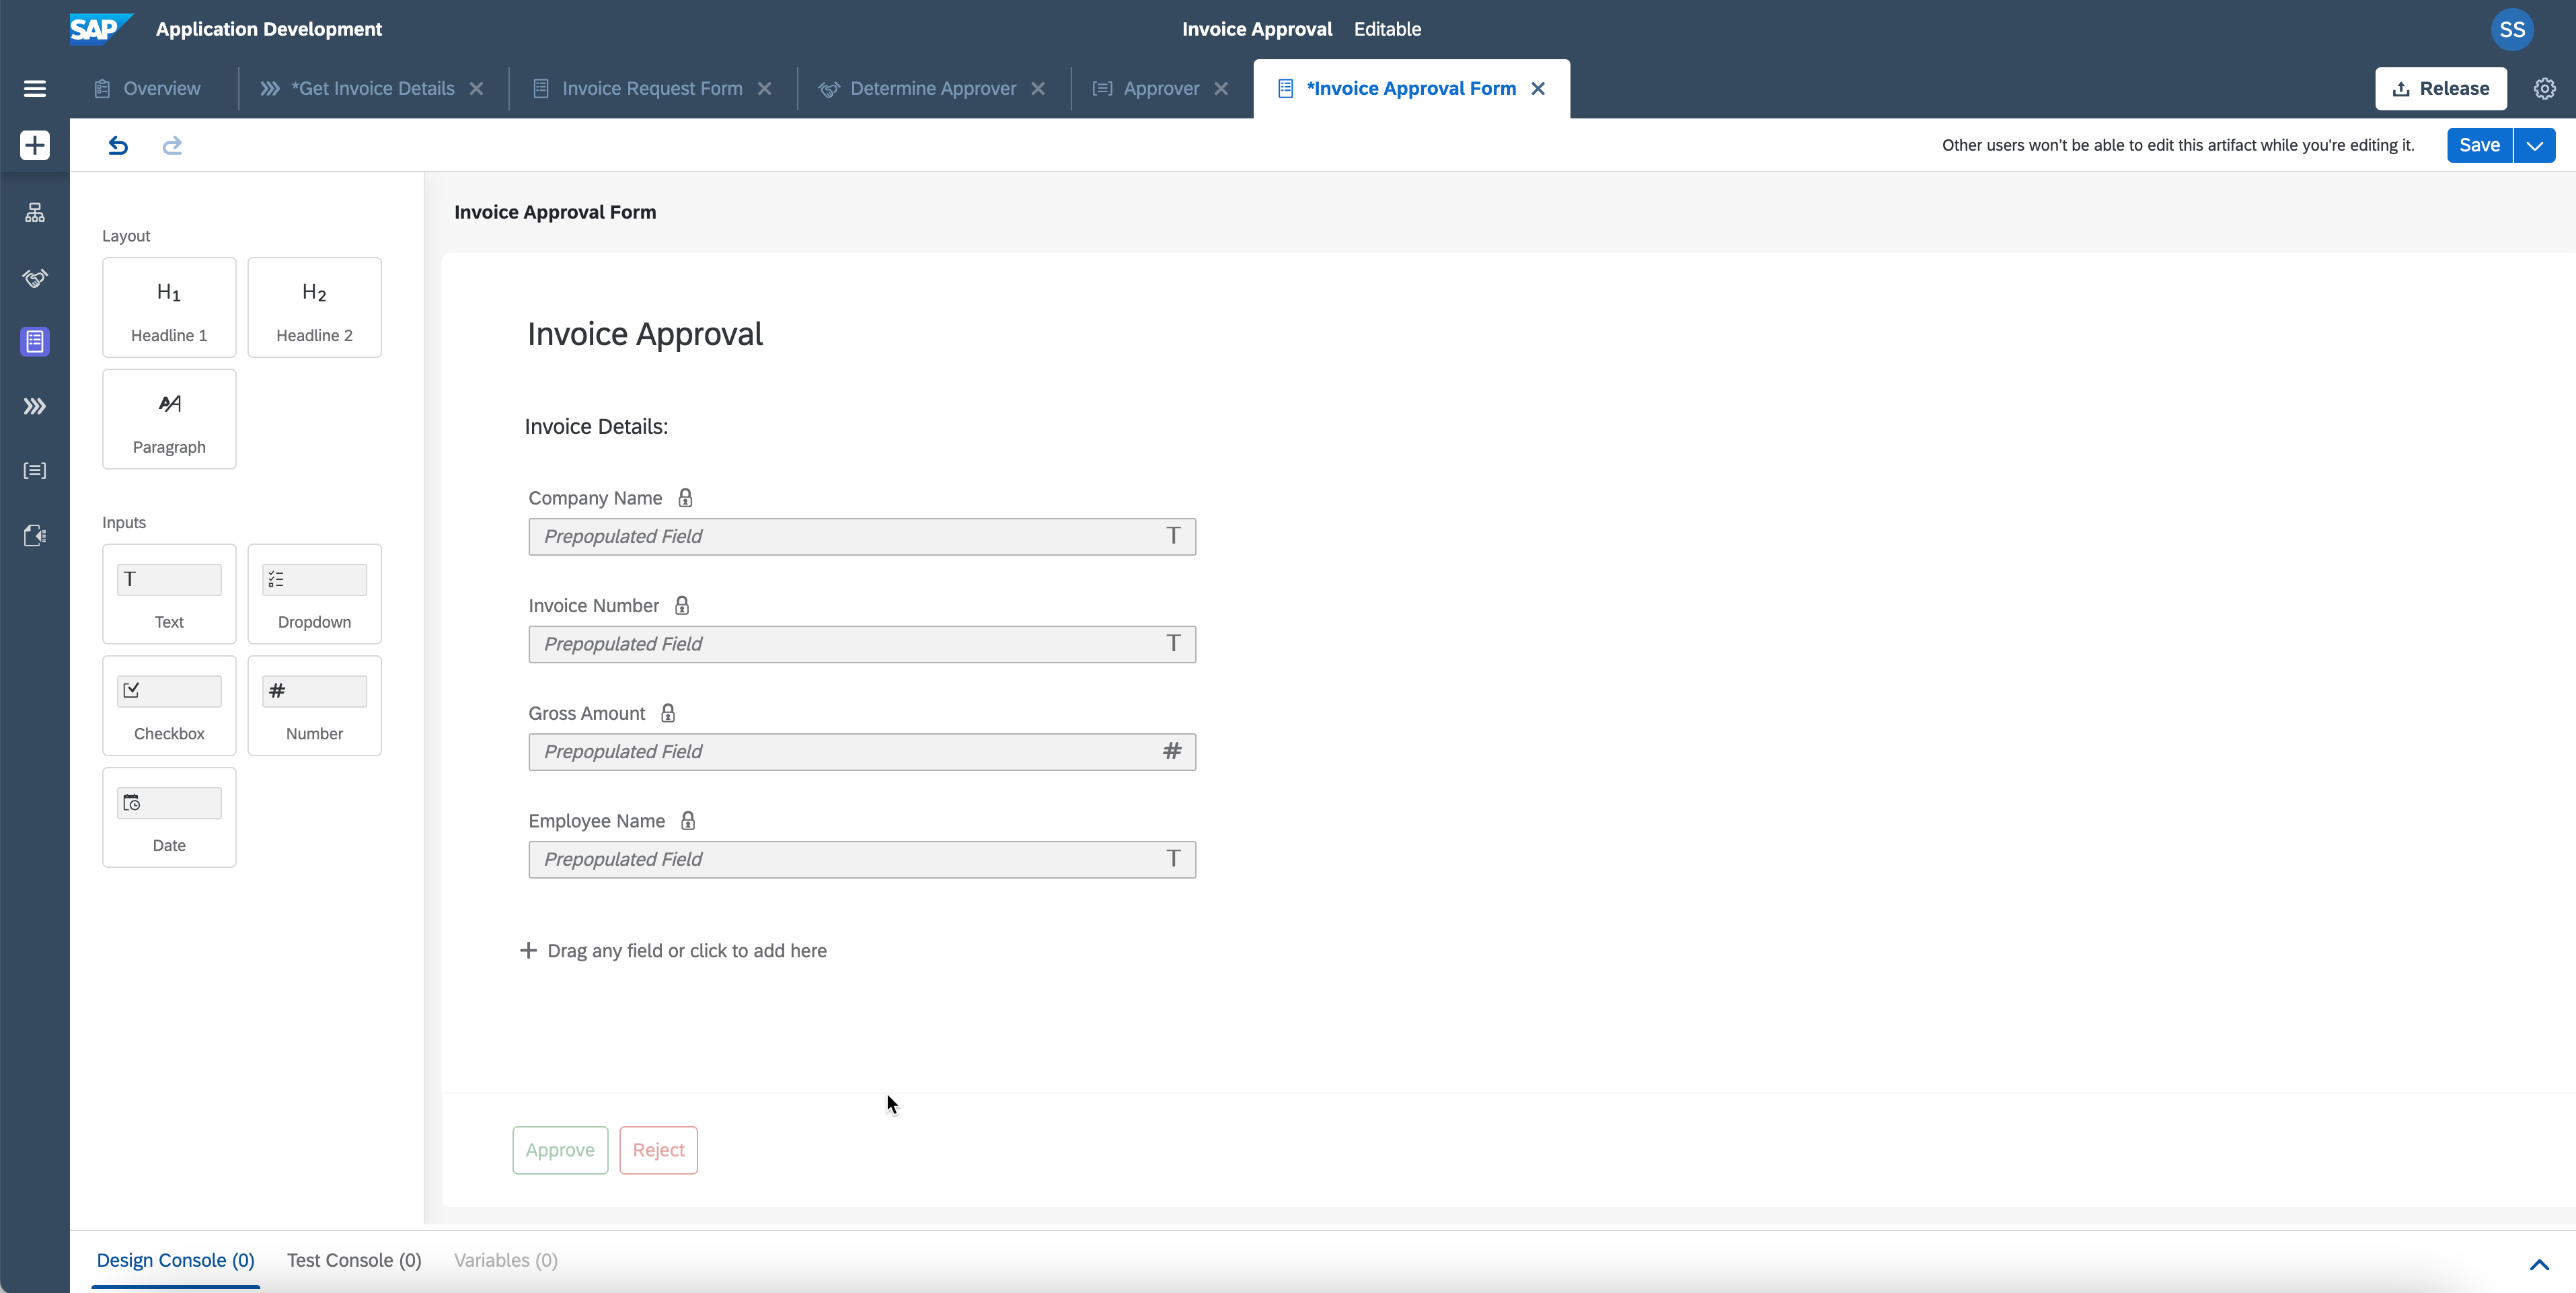 SAP Application Development
Invoice Approval Editable
SS
Overview
*Get Invoice Details
Invoice Request Form
Determine Approver
Approver
*Invoice Approval Form
Release
Other users won't be able to edit this artifact while you're editing it.
Save
Invoice Approval Form
Layout
H1
Headline 1
H2
Headline 2
Paragraph
Inputs
T
Text
Dropdown
Checkbox
#
Number
Date
Invoice Approval
Invoice Details:
Company Name
Prepopulated Field T
Invoice Number
Prepopulated Field T
Gross Amount
Prepopulated Field #
Employee Name
Prepopulated Field T
+ Drag any field or click to add here
Approve
Reject
Design Console (0)
Test Console (0)
Variables (0)